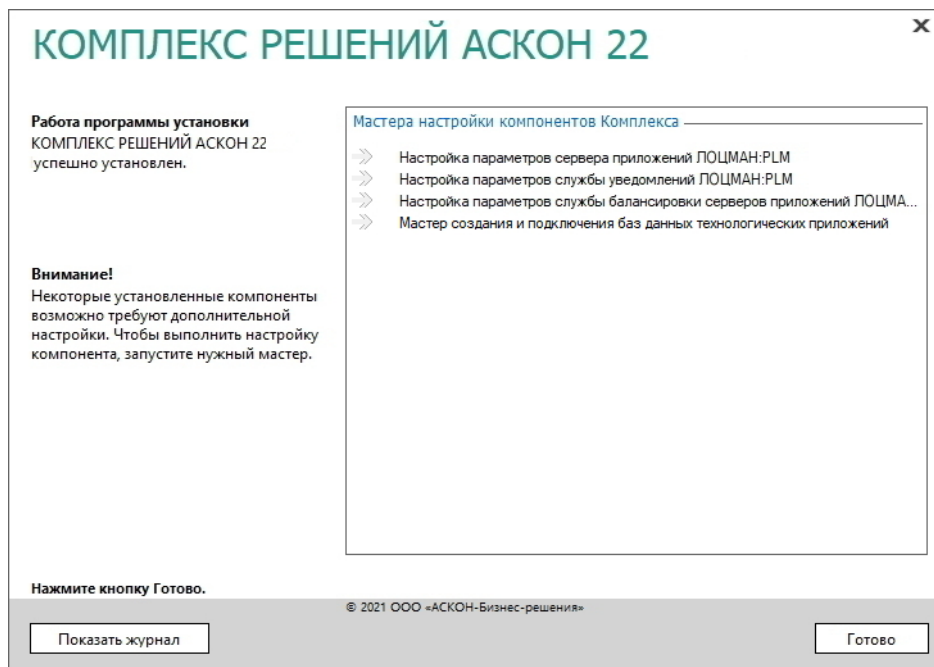 КОМПЛЕКС РЕШЕНИЙ АСКОН 22
Работа программы установки
КОМПЛЕКС РЕШЕНИЙ АСКОН 22
успешно установлен.
Внимание!
Некоторые установленные компоненты
возможно требуют дополнительной
настройки. Чтобы выполнить настройку
компонента, запустите нужный мастер.
Мастера настройки компонентов Комплекса
Настройка параметров сервера приложений ЛОЦМАН:PLM
Настройка параметров службы уведомлений ЛОЦМАН:PLM
Настройка параметров службы балансировки серверов приложений ЛОЦМА...
Мастер создания и подключения баз данных технологических приложений
Нажмите кнопку Готово.
© 2021 ООО «АСКОН-Бизнес-решения»
Показать журнал
Готово